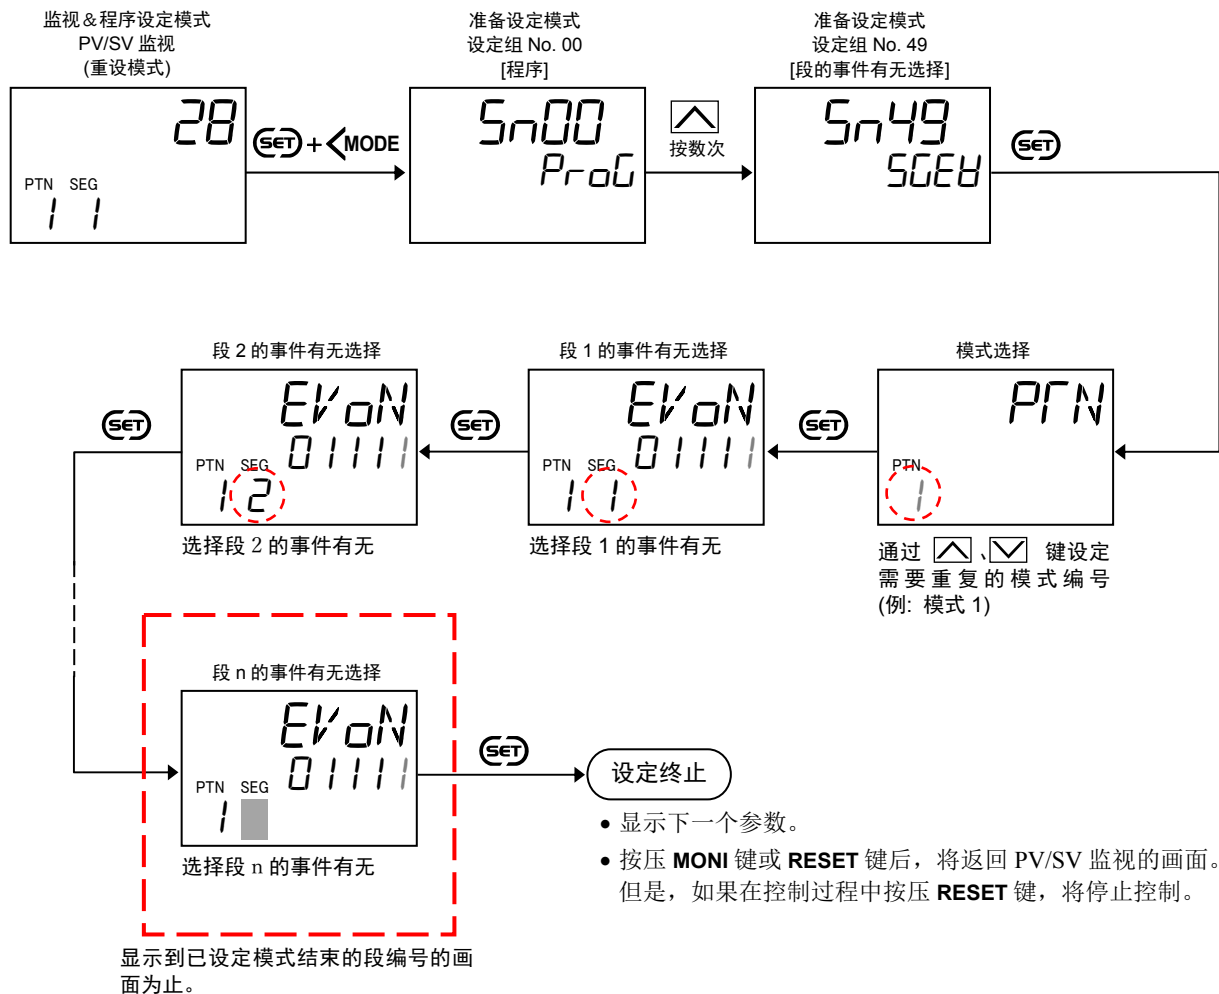 监视＆程序设定模式
PV/SV 监视
(重设模式)
28
PTN SEG
1 1
SET + MODE
准备设定模式
设定组 No. 00
[程序]
Sn00
ProG
按数次
准备设定模式
设定组 No. 49
[段的事件有无选择]
Sn49
SGEV
SET
模式选择
PTN
PTN
1
通过 、 键设定
需要重复的模式编号
(例: 模式 1)
SET
段 1 的事件有无选择
EVoN
01111
PTN SEG
1 1
选择段 1 的事件有无
SET
段 2 的事件有无选择
EVoN
01111
PTN SEG
1 2
选择段 2 的事件有无
SET
段 n 的事件有无选择
EVoN
01111
PTN SEG
1
选择段 n 的事件有无
显示到已设定模式结束的段编号的画
面为止。
SET
设定终止
• 显示下一个参数。
• 按压 MONI 键或 RESET 键后，将返回 PV/SV 监视的画面。
但是，如果在控制过程中按压 RESET 键，将停止控制。